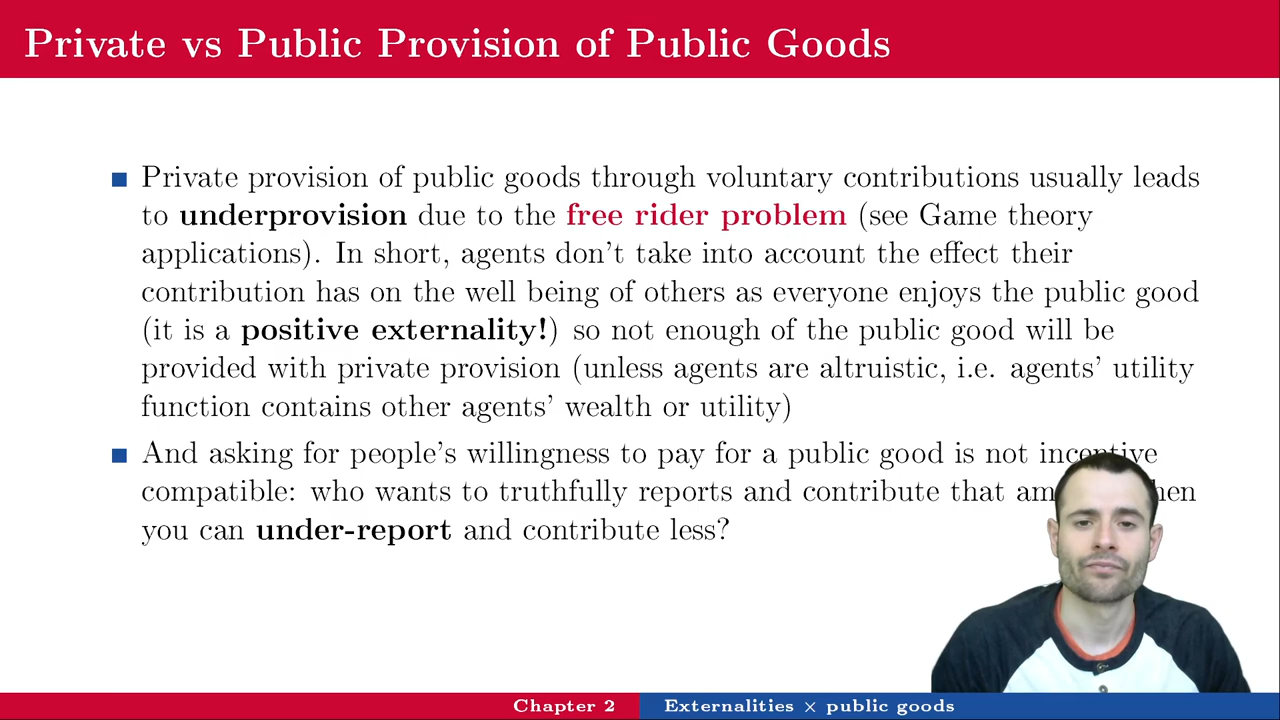 Private vs Public Provision of Public Goods
Private provision of public goods through voluntary contributions usually leads
to underprovision due to the free rider problem (see Game theory
applications). In short, agents don't take into account the effect their
contribution has on the well being of others as everyone enjoys the public good
(it is a positive externality!) so not enough of the public good will be
provided with private provision (unless agents are altruistic, i.e. agents' utility
function contains other agents' wealth or utility)
And asking for people's willingness to pay for a public good is not incentive
compatible: who wants to truthfully reports and contribute that
you can under-report and contribute less?
Chapter 2
Externalities × public goods